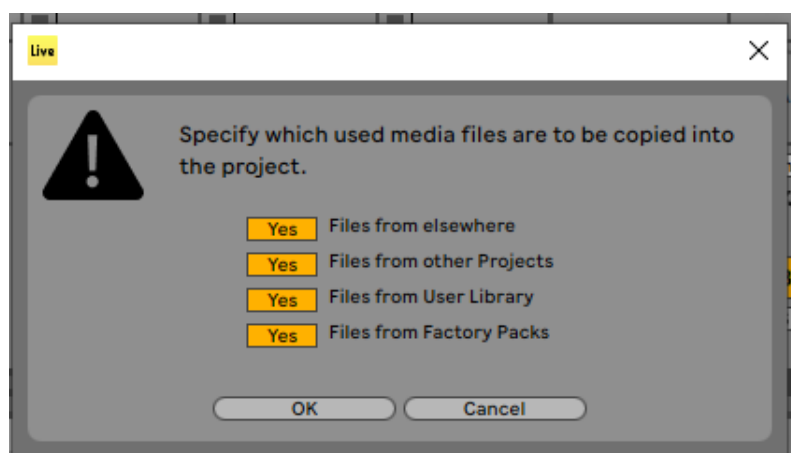 Live
Specify which used media files are to be copied into
the project.
Yes Files from elsewhere
Yes Files from other Projects
Yes Files from User Library
Yes Files from Factory Packs
OK Cancel